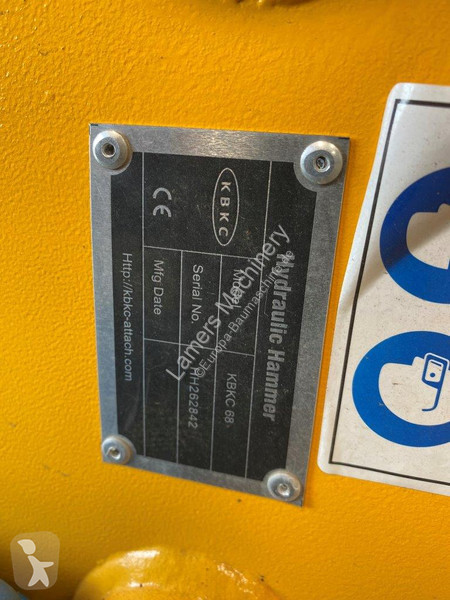 KBKC
Hydraulic Hammer
Model KBKC 68
Serial No. HH262842
Mfg Date
CE
Http://kbkc-attach.com
Lamers Machinery
©Europa-Baumaschinen